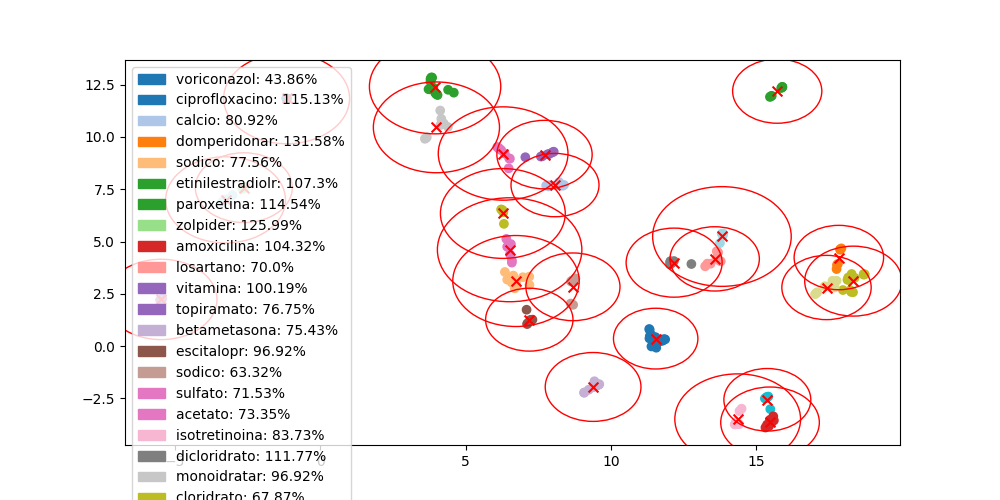 12.5
10.0
7.5
5.0
2.5
0.0
−2.5
voriconazol: 43.86%
ciprofloxacino: 115.13%
calcio: 80.92%
domperidonar: 131.58%
sodico: 77.56%
etinilestradiolr: 107.3%
paroxetina: 114.54%
zolpider: 125.99%
amoxicilina: 104.32%
losartano: 70.0%
vitamina: 100.19%
topiramato: 76.75%
betametasona: 75.43%
escitalopr: 96.92%
sodico: 63.32%
sulfato: 71.53%
acetato: 73.35%
isotretinoina: 83.73%
dicloridrato: 111.77%
monoidratar: 96.92%
cloridrato: 67.87%
5
10
15